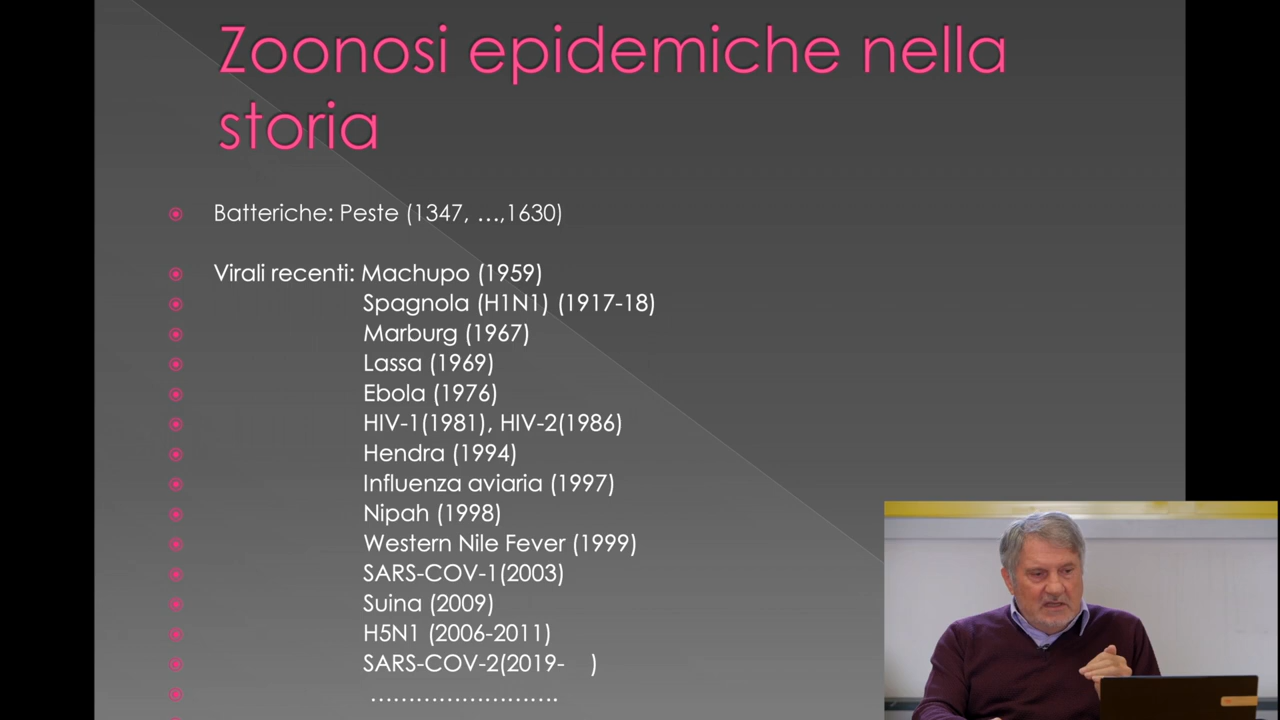 Zoonosi epidemiche nella
storia
Batteriche: Peste (1347, ...,1630)
Virali recenti: Machupo (1959)
Spagnola (H1N1) (1917-18)
Marburg (1967)
Lassa (1969)
Ebola (1976)
HIV-1(1981), HIV-2(1986)
Hendra (1994)
Influenza aviaria (1997)
Nipah (1998)
Western Nile Fever (1999)
SARS-COV-1(2003)
Suina (2009)
H5N1 (2006-2011)
SARS-COV-2(2019- )
…………………….